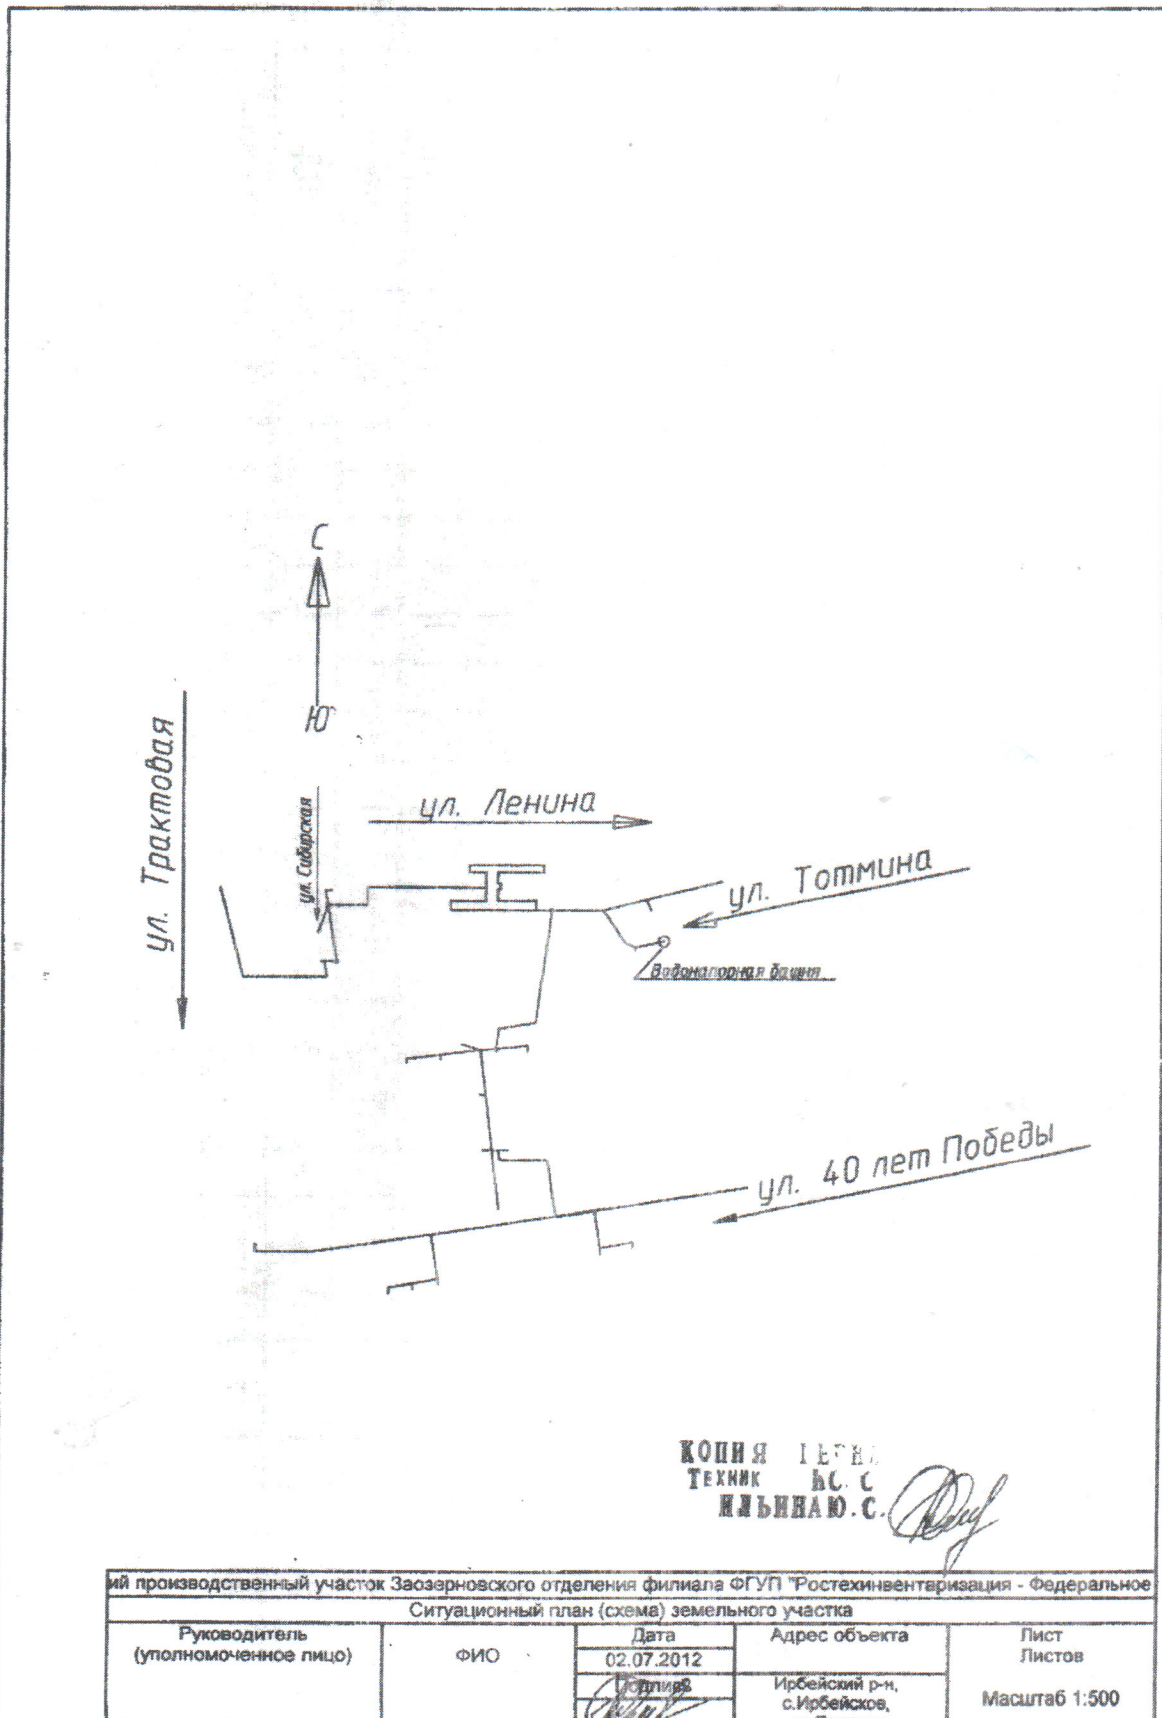 С
Ю
ул. Трактовая
ул. Сибирская
ул. Ленина
ул. Тотмина
Водонапорная башня
ул. 40 лет Победы
КОПИЯ
ТЕХНИК
ИЛЬИНА Ю.С.
ий производственный участок Заозерновского отделения филиала ФГУП "Ростехинвентаризация - Федеральное
Ситуационный план (схема) земельного участка
Руководитель
(уполномоченное лицо)
ФИО
Дата
02.07.2012
Адрес объекта
Ирбейский р-н,
с.Ирбейское,
Лист
Листов
Масштаб 1:500